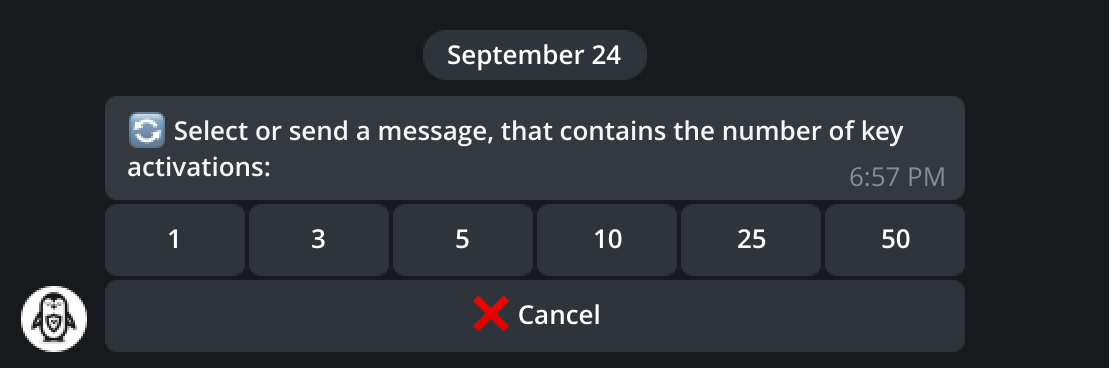 September 24
🔄 Select or send a message, that contains the number of key
activations:
6:57 PM
1 3 5 10 25 50
❌ Cancel